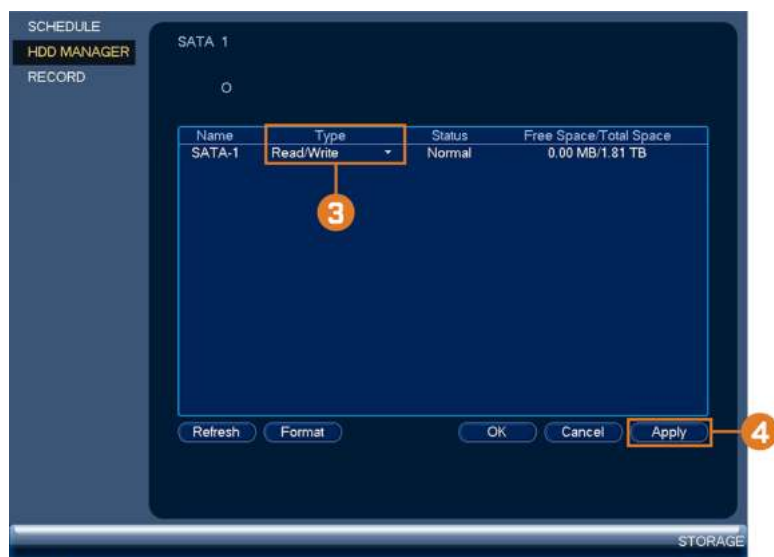 SCHEDULE
HDD MANAGER
RECORD
SATA 1
O
Name Type Status Free Space/Total Space
SATA-1 Read/Write Normal 0.00 MB/1.81 TB
3
Refresh Format OK Cancel Apply
4
STORAGE